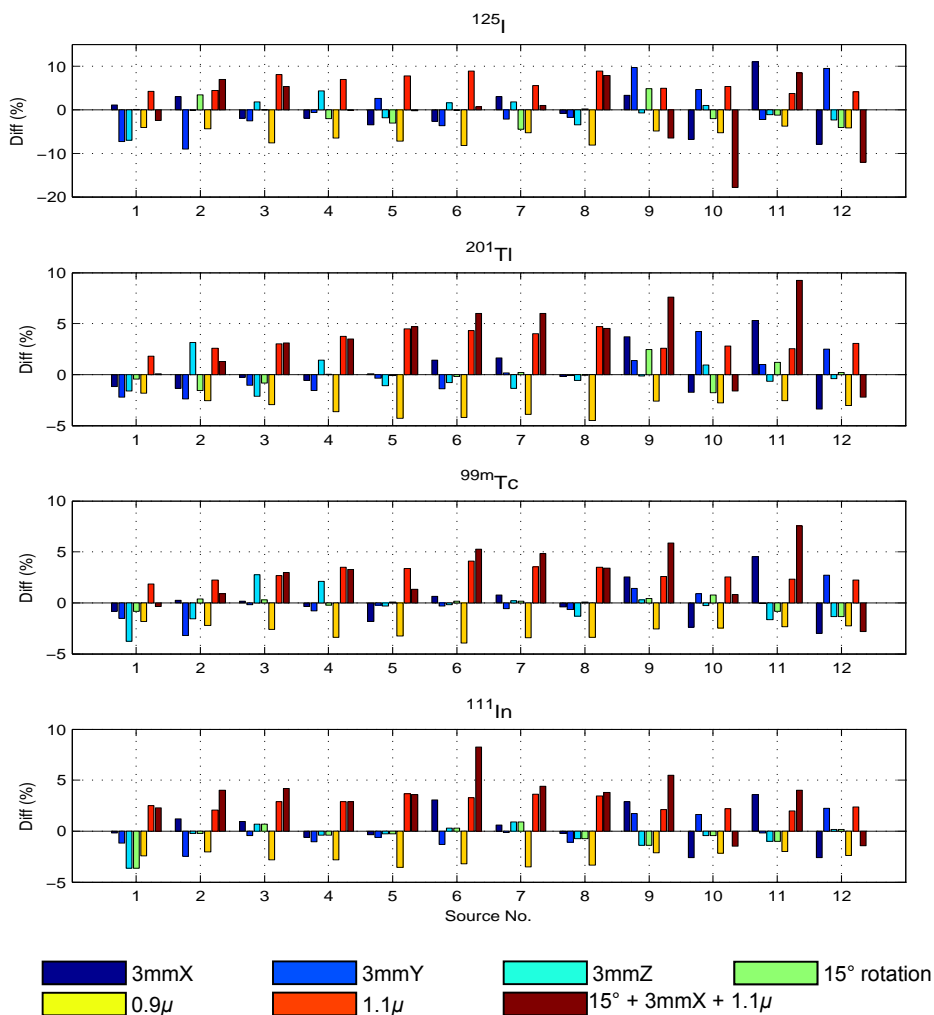 ¹²⁵I
10
0
−10
−20
Diff (%)
1 2 3 4 5 6 7 8 9 10 11 12
²⁰¹Tl
10
5
0
−5
Diff (%)
1 2 3 4 5 6 7 8 9 10 11 12
⁹⁹ᵐTc
10
5
0
−5
Diff (%)
1 2 3 4 5 6 7 8 9 10 11 12
¹¹¹In
10
5
0
−5
Diff (%)
1 2 3 4 5 6 7 8 9 10 11 12
Source No.
3mmX 3mmY 3mmZ 15° rotation
0.9μ 1.1μ 15° + 3mmX + 1.1μ